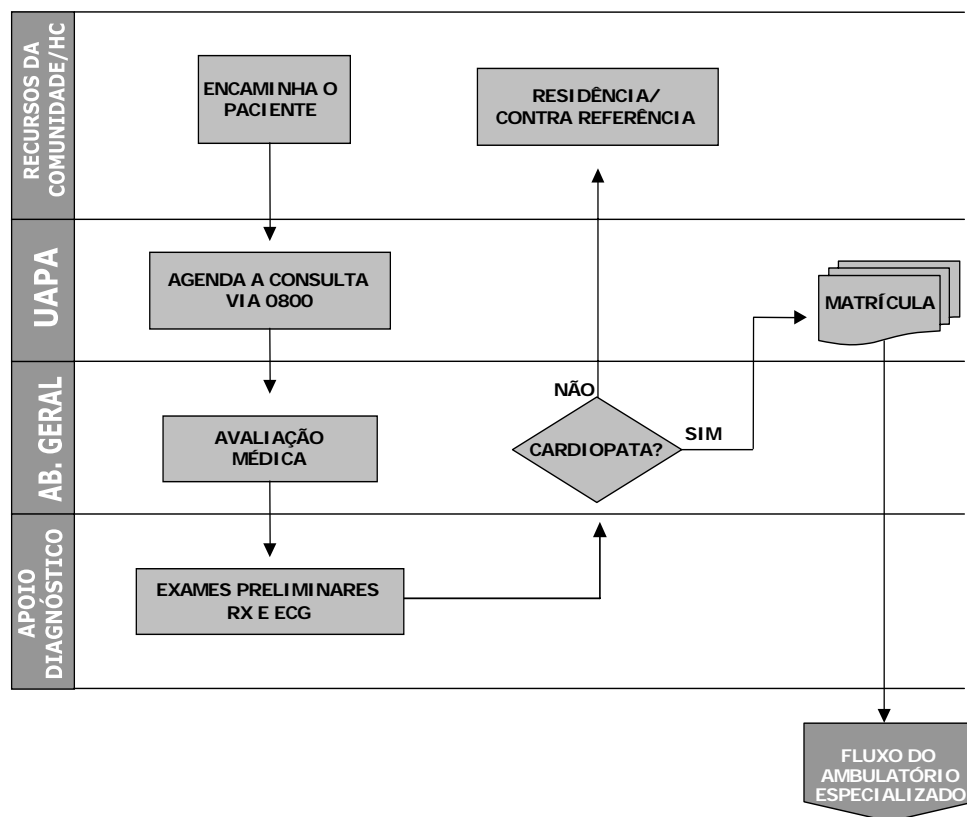 RECURSOS DA
COMUNIDADE/HC
ENCAMINHA O
PACIENTE
RESIDÊNCIA/
CONTRA REFERÊNCIA
UAPA
AGENDA A CONSULTA
VIA 0800
MATRÍCULA
AB. GERAL
AVALIAÇÃO
MÉDICA
NÃO
CARDIOPATA?
SIM
APOIO
DIAGNÓSTICO
EXAMES PRELIMINARES
RX E ECG
FLUXO DO
AMBULATÓRIO
ESPECIALIZADO